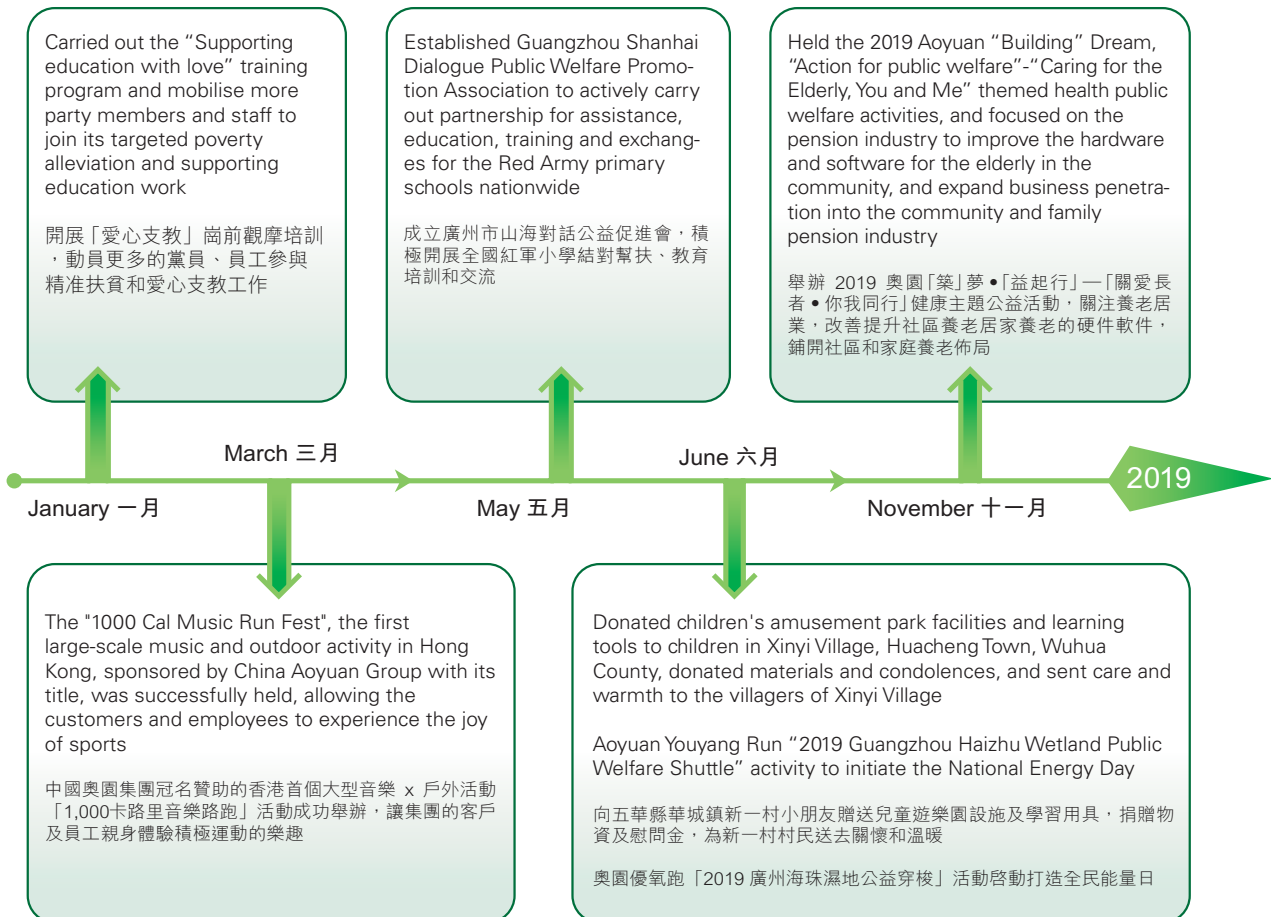 Carried out the “Supporting
education with love” training
program and mobilise more
party members and staff to
join its targeted poverty
alleviation and supporting
education work
開展「愛心支教」崗前觀摩培訓
，動員更多的黨員、員工參與
精准扶貧和愛心支教工作
Established Guangzhou Shanhai
Dialogue Public Welfare Promo-
tion Association to actively carry
out partnership for assistance,
education, training and exchang-
es for the Red Army primary
schools nationwide
成立廣州市山海對話公益促進會，積
極開展全國紅軍小學結對幫扶、教育
培訓和交流
Held the 2019 Aoyuan “Building” Dream,
“Action for public welfare”-“Caring for the
Elderly, You and Me” themed health public
welfare activities, and focused on the
pension industry to improve the hardware
and software for the elderly in the
community, and expand business penetra-
tion into the community and family
pension industry
舉辦 2019 奧園「築」夢•「益起行」—「關愛長
者•你我同行」健康主題公益活動，關注養老居
業，改善提升社區養老居家養老的硬件軟件，
鋪開社區和家庭養老佈局
January 一月
March 三月
May 五月
June 六月
November 十一月
2019
The "1000 Cal Music Run Fest", the first
large-scale music and outdoor activity in Hong
Kong, sponsored by China Aoyuan Group with its
title, was successfully held, allowing the
customers and employees to experience the joy
of sports
中國奧園集團冠名贊助的香港首個大型音樂 x 戶外活動
「1,000卡路里音樂路跑」活動成功舉辦，讓集團的客戶
及員工親身體驗積極運動的樂趣
Donated children's amusement park facilities and learning
tools to children in Xinyi Village, Huacheng Town, Wuhua
County, donated materials and condolences, and sent care and
warmth to the villagers of Xinyi Village
Aoyuan Youyang Run “2019 Guangzhou Haizhu Wetland Public
Welfare Shuttle” activity to initiate the National Energy Day
向五華縣華城鎮新一村小朋友贈送兒童遊樂園設施及學習用具，捐贈物
資及慰問金，為新一村村民送去關懷和溫暖
奧園優氧跑「2019 廣州海珠濕地公益穿梭」活動啓動打造全民能量日